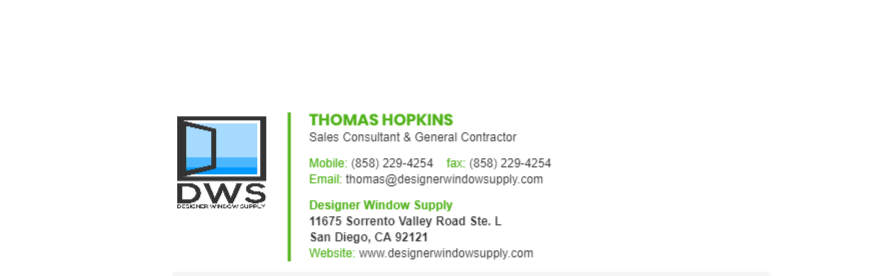 THOMAS HOPKINS
Sales Consultant & General Contractor
Mobile: (858) 229-4254 fax: (858) 229-4254
Email: thomas@designerwindowsupply.com
DWS
DESIGNER WINDOW SUPPLY
Designer Window Supply
11675 Sorrento Valley Road Ste. L
San Diego, CA 92121
Website: www.designerwindowsupply.com